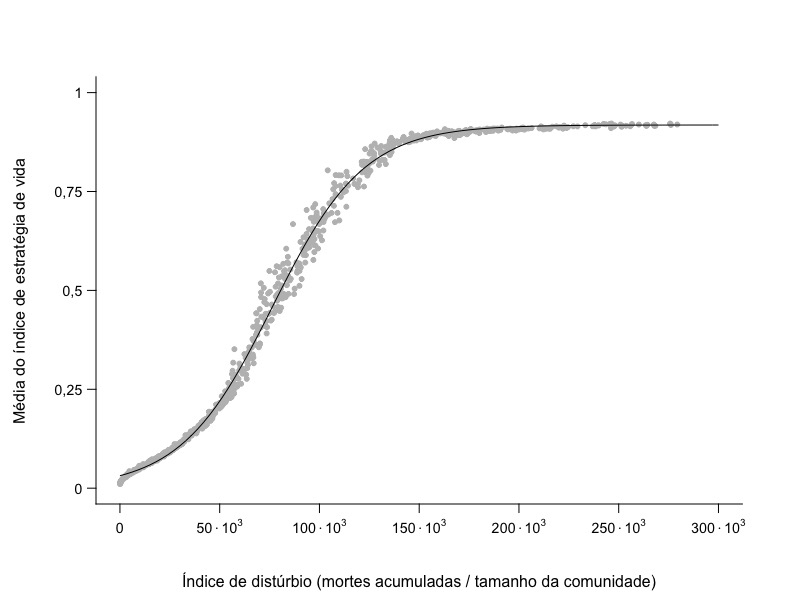 1
0,75
0,5
0,25
0
Média do índice de estratégia de vida
0 50·10³ 100·10³ 150·10³ 200·10³ 250·10³ 300·10³
Índice de distúrbio (mortes acumuladas / tamanho da comunidade)